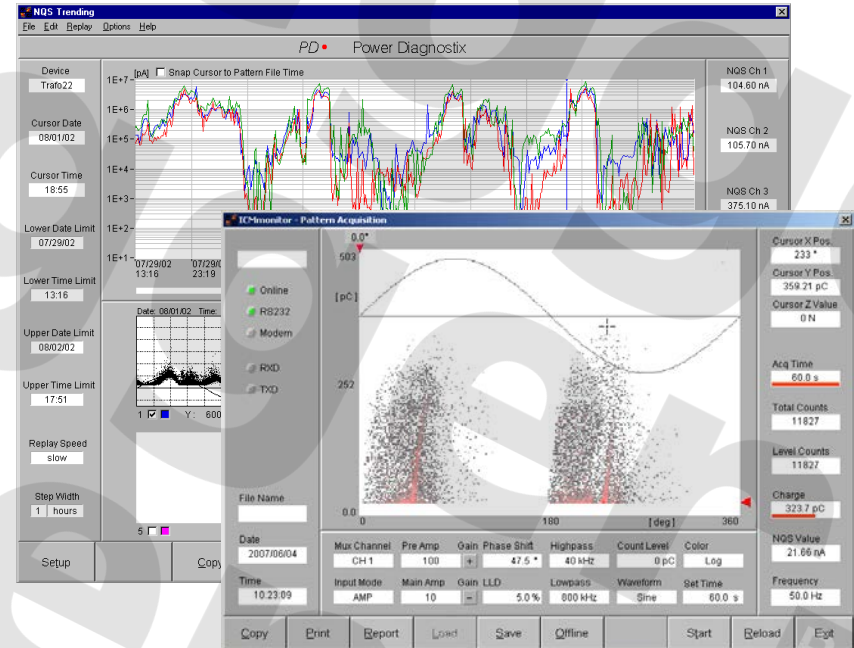 NQS Trending
File Edit Replay Options Help
PD• Power Diagnostix
Device
Trafo22
Cursor Date
08/01/02
Cursor Time
18:55
Lower Date Limit
07/29/02
Lower Time Limit
13:16
Upper Date Limit
08/02/02
Upper Time Limit
17:51
Replay Speed
slow
Step Width
1 hours
[pA] Snap Cursor to Pattern File Time
1E+7
1E+6
1E+5
1E+4
1E+3
1E+2
1E+1
07/29/02 07/29/0
13:16 23:19
NQS Ch 1
104.60 nA
NQS Ch 2
105.70 nA
NQS Ch 3
375.10 nA
Date: 08/01/02 Time:
1 Y: 600
5
Setup Copy
ICMmonitor - Pattern Acquisition
Online
RS232
Modem
RXD
TXD
File Name
Date
2007/06/04
Time
10:23:09
0.0°
503
[pC]
252
0.0
0 180 [deg] 360
Cursor X Pos.
233 °
Cursor Y Pos.
359.21 pC
Cursor Z Value
0 N
Acq Time
60.0 s
Total Counts
11827
Level Counts
11827
Charge
323.7 pC
NQS Value
21.66 nA
Frequency
50.0 Hz
Mux Channel Pre Amp Gain Phase Shift Highpass Count Level Color
CH 1 100 + 47.5 ° 40 kHz 0 pC Log
Input Mode Main Amp Gain LLD Lowpass Waveform Set Time
AMP 10 – 5.0 % 800 kHz Sine 60.0 s
Copy Print Report Load Save Offline Start Reload Exit